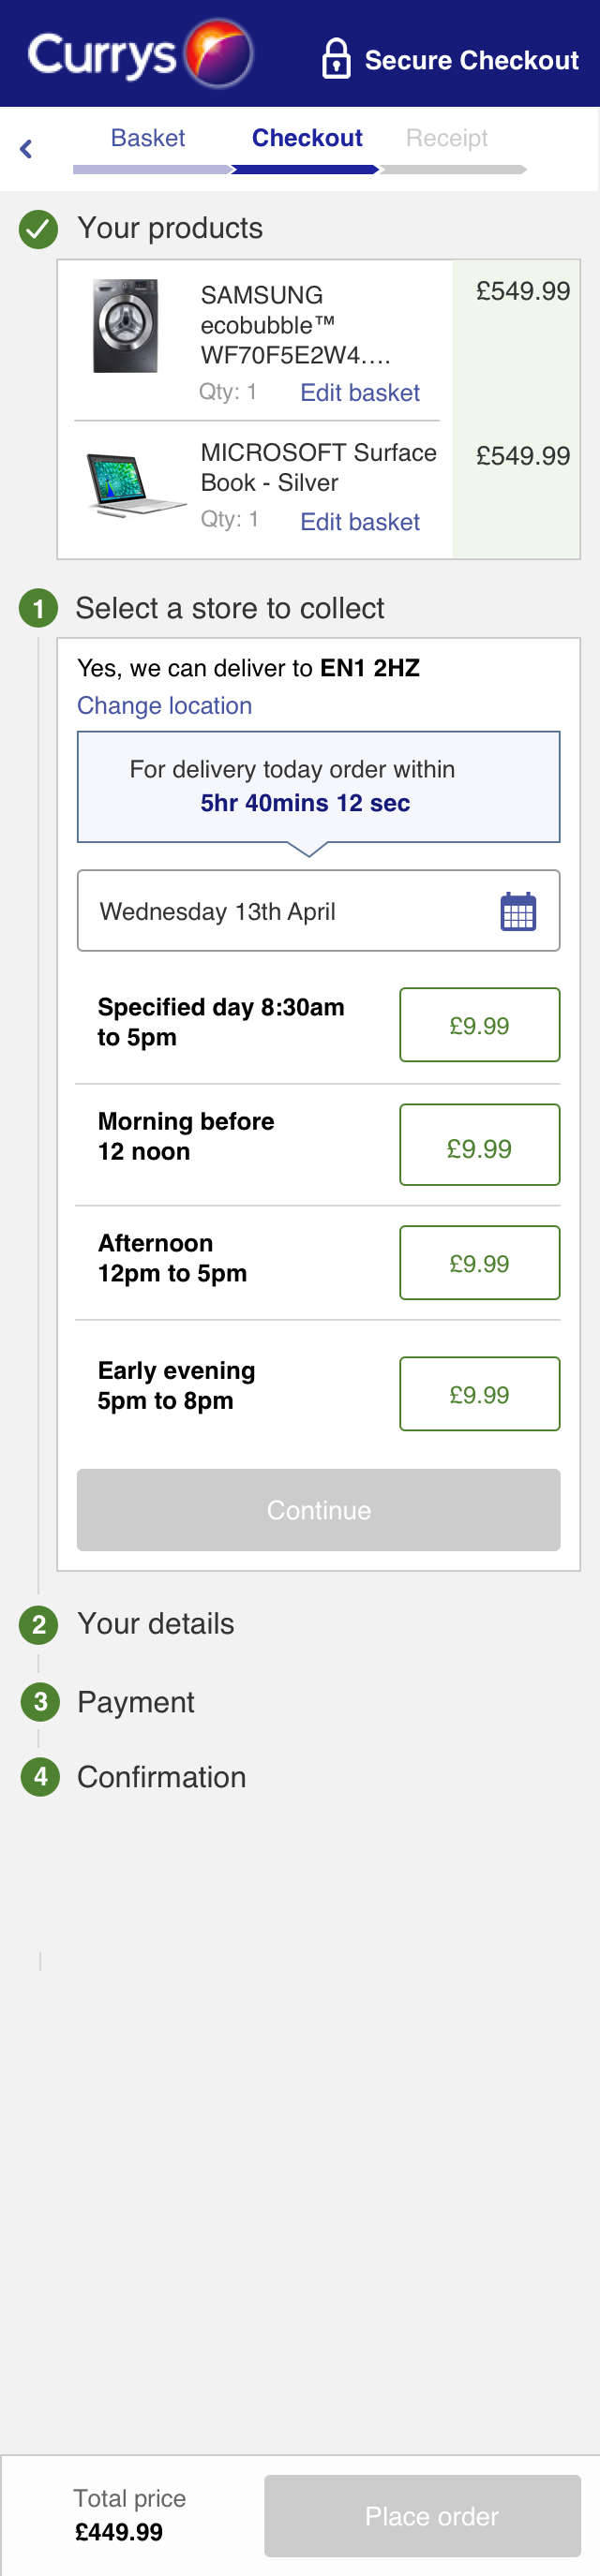 Currys
Secure Checkout
Basket
Checkout
Receipt
Your products
SAMSUNG
ecobubble™
WF70F5E2W4....
£549.99
Qty: 1
Edit basket
MICROSOFT Surface
Book - Silver
£549.99
Qty: 1
Edit basket
1
Select a store to collect
Yes, we can deliver to EN1 2HZ
Change location
For delivery today order within
5hr 40mins 12 sec
Wednesday 13th April
Specified day 8:30am
to 5pm
£9.99
Morning before
12 noon
£9.99
Afternoon
12pm to 5pm
£9.99
Early evening
5pm to 8pm
£9.99
Continue
2
Your details
3
Payment
4
Confirmation
Total price
£449.99
Place order